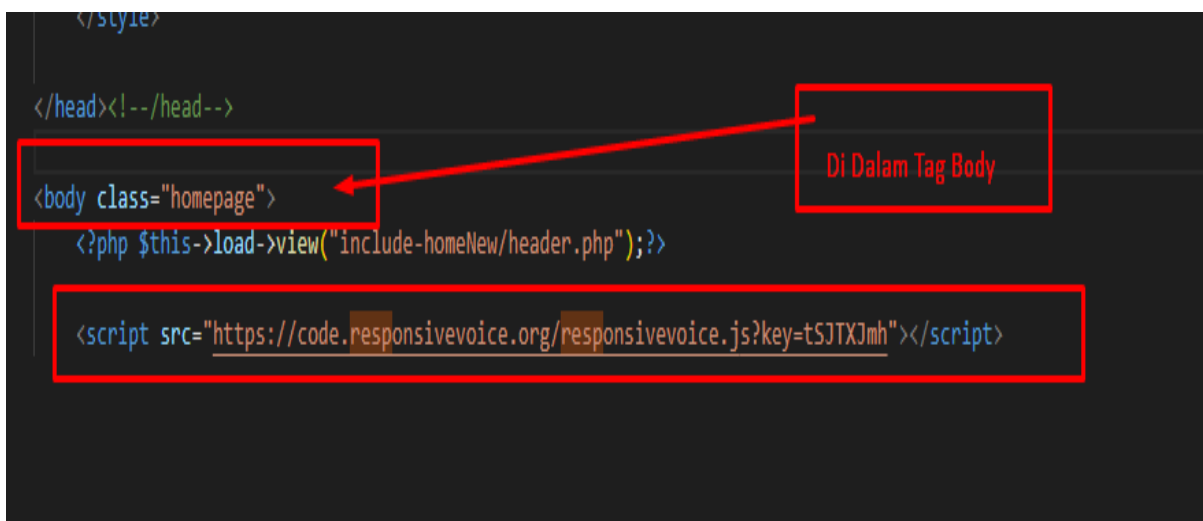 </style>
</head><!--/head-->
Di Dalam Tag Body
<body class="homepage">
<?php $this->load->view("include-homeNew/header.php");?>
<script src="https://code.responsivevoice.org/responsivevoice.js?key=tSJTXJmh"></script>